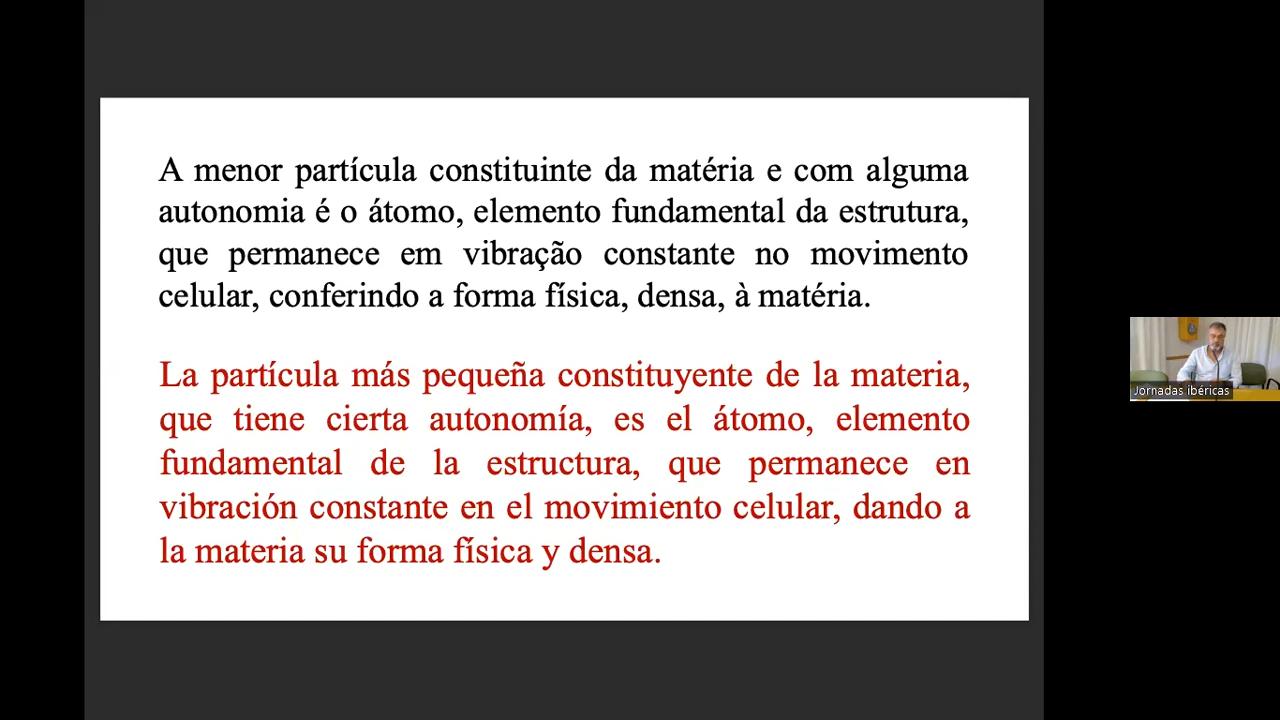 A menor partícula constituinte da matéria e com alguma
autonomia é o átomo, elemento fundamental da estrutura,
que permanece em vibração constante no movimento
celular, conferindo a forma física, densa, à matéria.
La partícula más pequeña constituyente de la materia,
que tiene cierta autonomía, es el átomo, elemento
fundamental de la estructura, que permanece en
vibración constante en el movimiento celular, dando a
la materia su forma física y densa.
Jornadas ibéricas